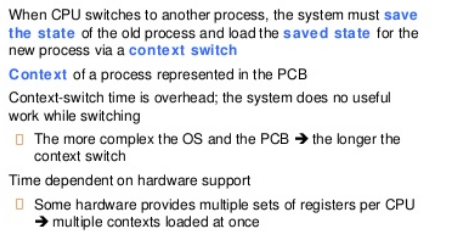 When CPU switches to another process, the system must save
the state of the old process and load the saved state for the
new process via a context switch
Context of a process represented in the PCB
Context-switch time is overhead; the system does no useful
work while switching
▯ The more complex the OS and the PCB ➔ the longer the
context switch
Time dependent on hardware support
▯ Some hardware provides multiple sets of registers per CPU
➔ multiple contexts loaded at once